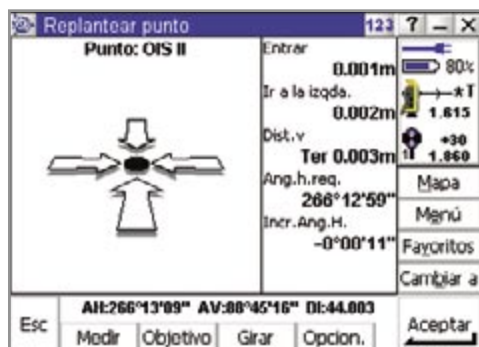 Replantear punto 123 ? – X
Punto: OIS II
Entrar
0.001m
Ir a la izqda.
0.002m
Dist.v
Ter 0.003m
Ang.h.req.
266°12'59"
Incr.Ang.H.
-0°00'11"
80%
T
1.615
+30
1.860
Mapa
Menú
Favoritos
Cambiar a
Aceptar
AH:266°13'09" AV:80°45'16" DI:44.003
Esc
Medir Objetivo Girar Opcion.